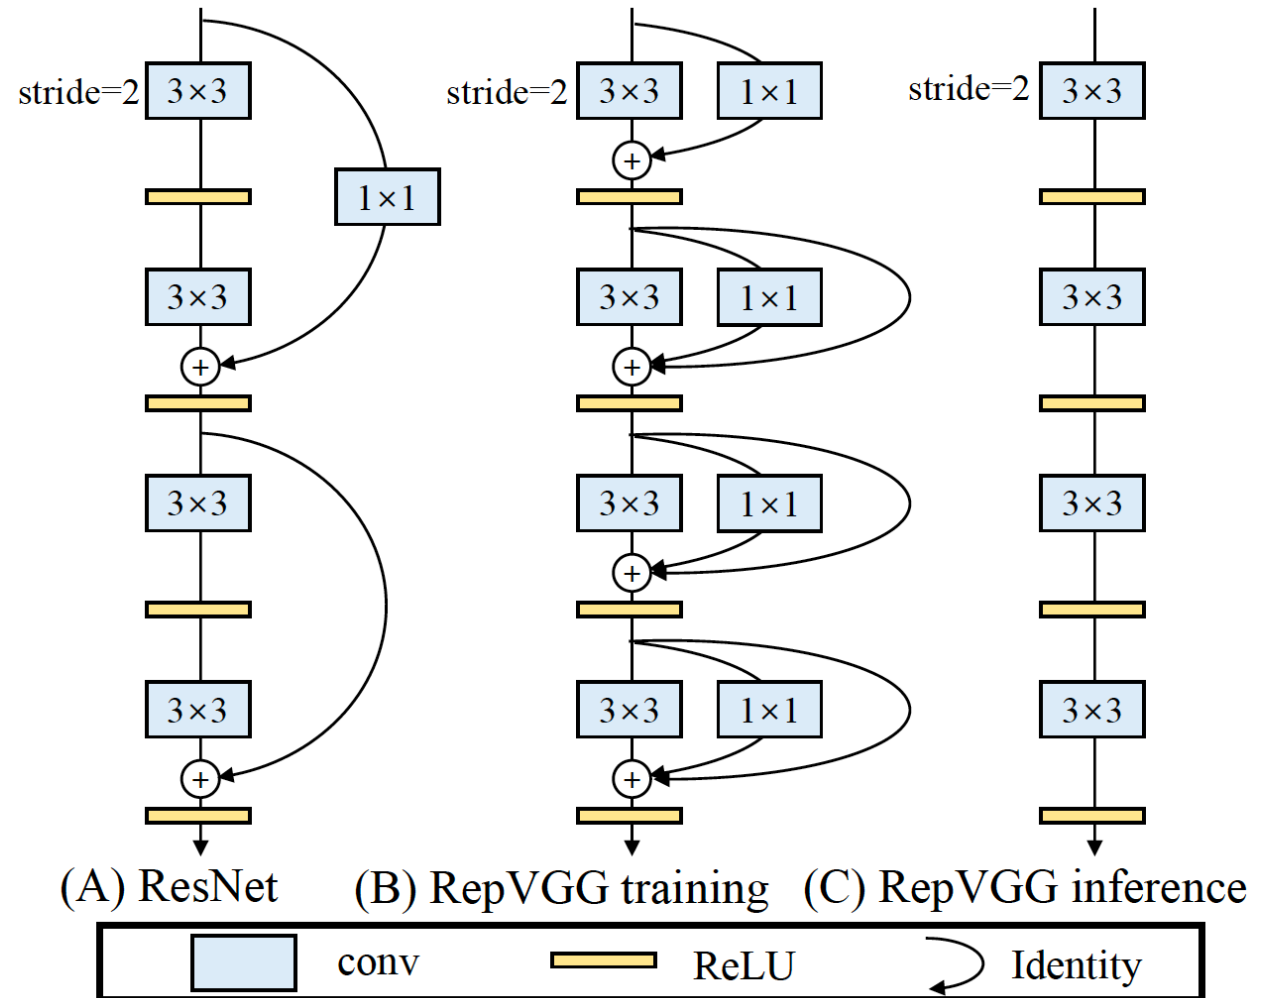 stride=2 3×3 stride=2 3×3 1×1 stride=2 3×3
+
1×1
3×3 3×3 1×1 3×3
+ +
3×3 3×3 1×1 3×3
+
3×3 3×3 1×1 3×3
+ +
(A) ResNet (B) RepVGG training (C) RepVGG inference
conv ReLU Identity